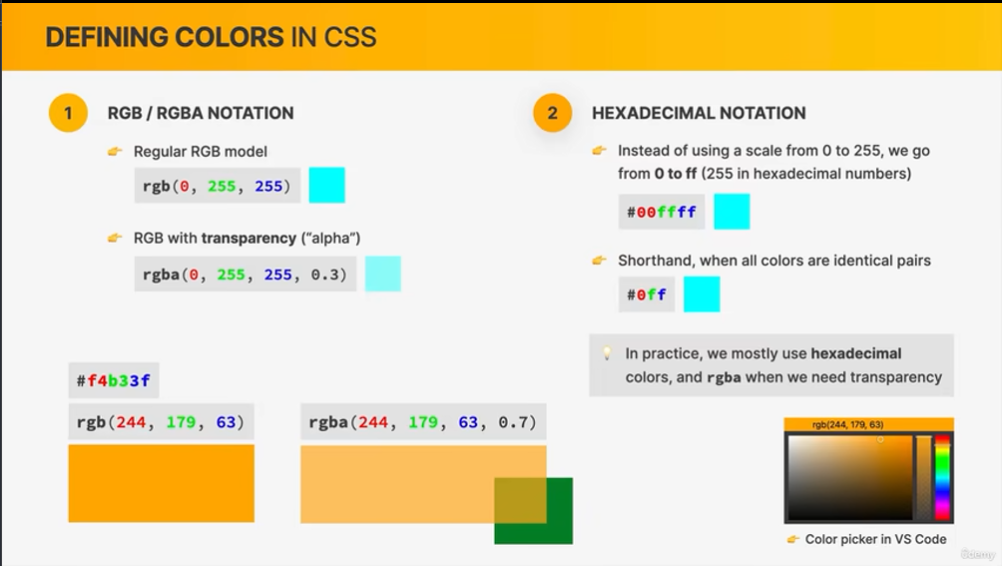 DEFINING COLORS IN CSS
1
RGB / RGBA NOTATION
Regular RGB model
rgb(0, 255, 255)
RGB with transparency (“alpha”)
rgba(0, 255, 255, 0.3)
#f4b33f
rgb(244, 179, 63)
rgba(244, 179, 63, 0.7)
2
HEXADECIMAL NOTATION
Instead of using a scale from 0 to 255, we go
from 0 to ff (255 in hexadecimal numbers)
#00ffff
Shorthand, when all colors are identical pairs
#0ff
In practice, we mostly use hexadecimal
colors, and rgba when we need transparency
rgb(244, 179, 63)
Color picker in VS Code
Udemy